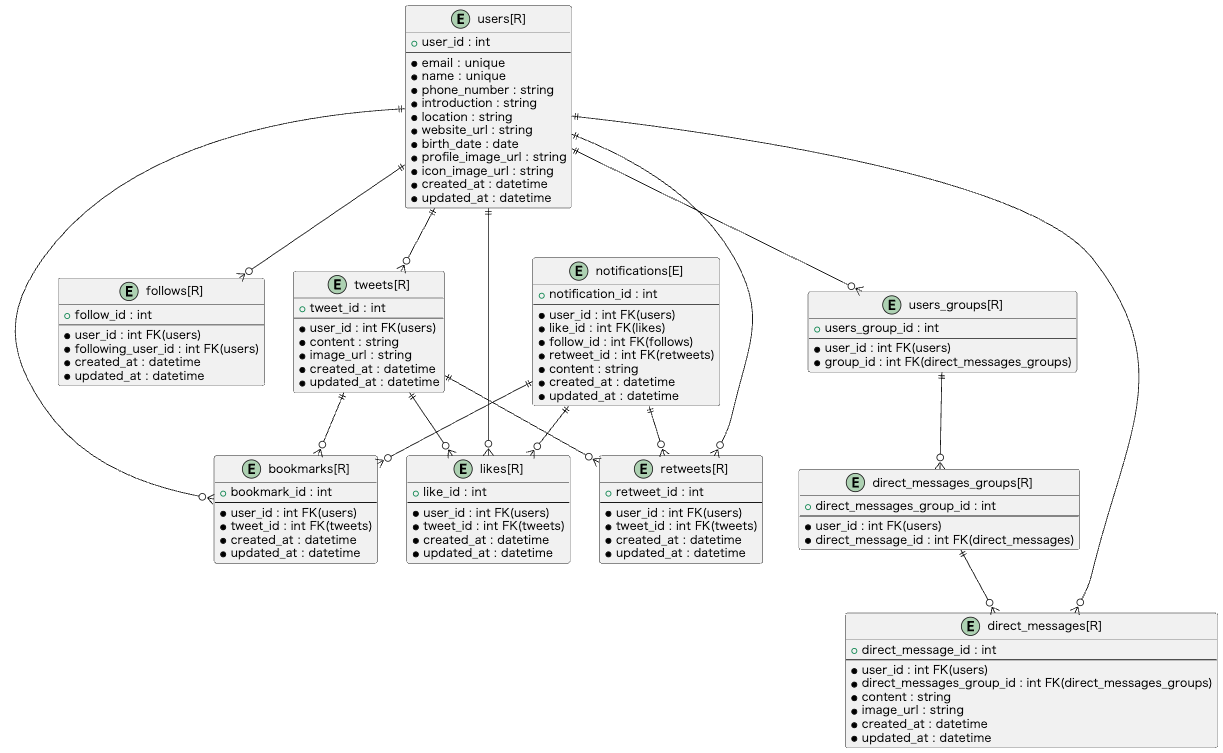 E users[R]
user_id : int
email : unique
name : unique
phone_number : string
introduction : string
location : string
website_url : string
birth_date : date
profile_image_url : string
icon_image_url : string
created_at : datetime
updated_at : datetime
E follows[R]
follow_id : int
user_id : int FK(users)
following_user_id : int FK(users)
created_at : datetime
updated_at : datetime
E tweets[R]
tweet_id : int
user_id : int FK(users)
content : string
image_url : string
created_at : datetime
updated_at : datetime
E notifications[E]
notification_id : int
user_id : int FK(users)
like_id : int FK(likes)
follow_id : int FK(follows)
retweet_id : int FK(retweets)
content : string
created_at : datetime
updated_at : datetime
E users_groups[R]
users_group_id : int
user_id : int FK(users)
group_id : int FK(direct_messages_groups)
E bookmarks[R]
bookmark_id : int
user_id : int FK(users)
tweet_id : int FK(tweets)
created_at : datetime
updated_at : datetime
E likes[R]
like_id : int
user_id : int FK(users)
tweet_id : int FK(tweets)
created_at : datetime
updated_at : datetime
E retweets[R]
retweet_id : int
user_id : int FK(users)
tweet_id : int FK(tweets)
created_at : datetime
updated_at : datetime
E direct_messages_groups[R]
direct_messages_group_id : int
user_id : int FK(users)
direct_message_id : int FK(direct_messages)
E direct_messages[R]
direct_message_id : int
user_id : int FK(users)
direct_messages_group_id : int FK(direct_messages_groups)
content : string
image_url : string
created_at : datetime
updated_at : datetime